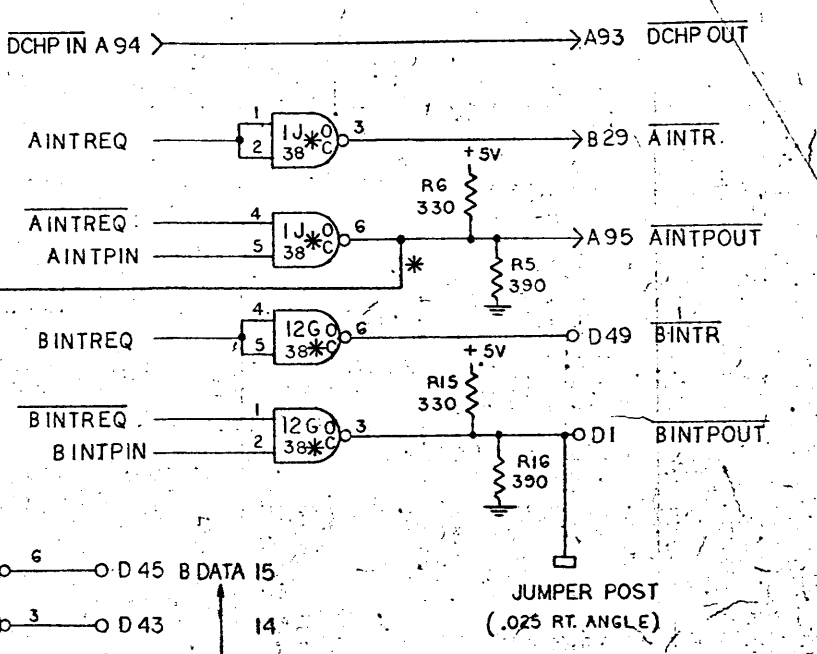 DCHP IN A94 A93 DCHP OUT
AINTREQ 1 2 1J * O C 38 3 B29 AINTR
+5V
R6 330
AINTREQ 4 1J * O C 38 6 A95 AINTPOUT
AINTPIN 5
*
R5 390
BINTREQ 4 5 12G O 38 * C 6 D49 BINTR
+5V
R15 330
BINTREQ 1 12G O 38 * C 3 D1 BINTPOUT
BINTPIN 2
R16 390
6 D45 B DATA 15
3 D43 14
JUMPER POST
(.025 RT. ANGLE)